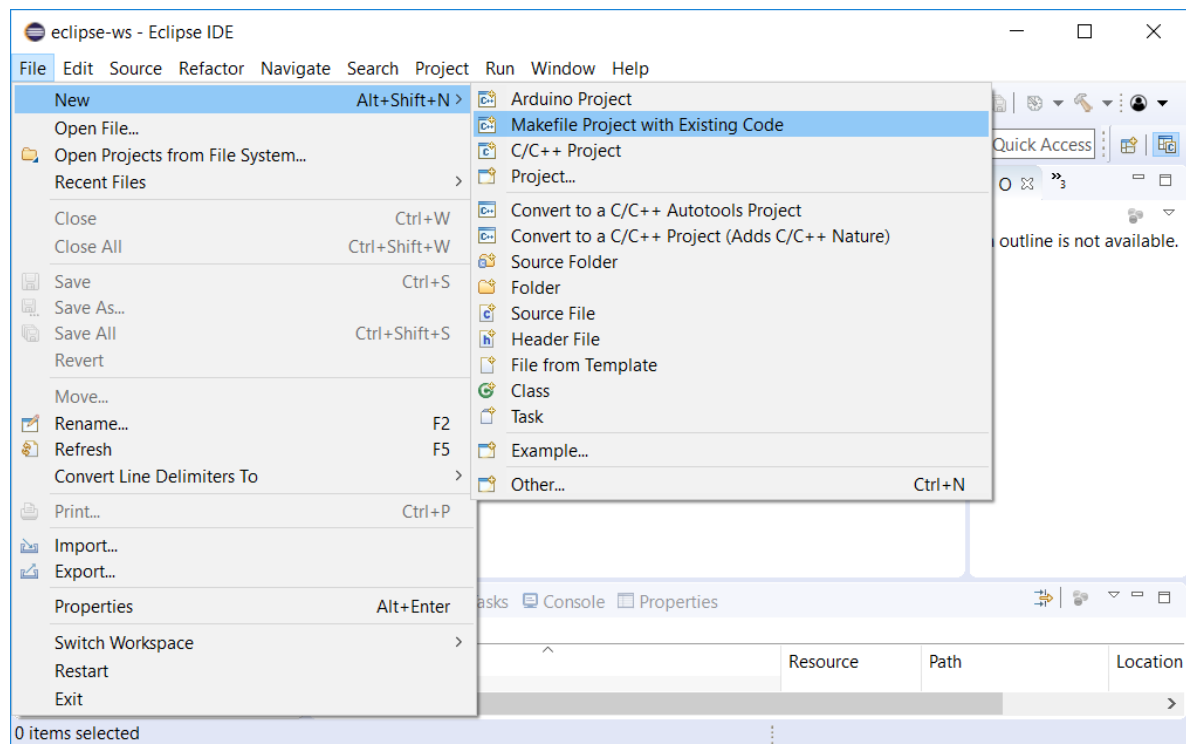 eclipse-ws - Eclipse IDE
File Edit Source Refactor Navigate Search Project Run Window Help
New Alt+Shift+N >
Open File...
Open Projects from File System...
Recent Files >
Close Ctrl+W
Close All Ctrl+Shift+W
Save Ctrl+S
Save As...
Save All Ctrl+Shift+S
Revert
Move...
Rename... F2
Refresh F5
Convert Line Delimiters To >
Print... Ctrl+P
Import...
Export...
Properties Alt+Enter
Switch Workspace >
Restart
Exit
Arduino Project
Makefile Project with Existing Code
C/C++ Project
Project...
Convert to a C/C++ Autotools Project
Convert to a C/C++ Project (Adds C/C++ Nature)
Source Folder
Folder
Source File
Header File
File from Template
Class
Task
Example...
Other... Ctrl+N
Quick Access
O »3
outline is not available.
asks Console Properties
Resource Path Location
0 items selected